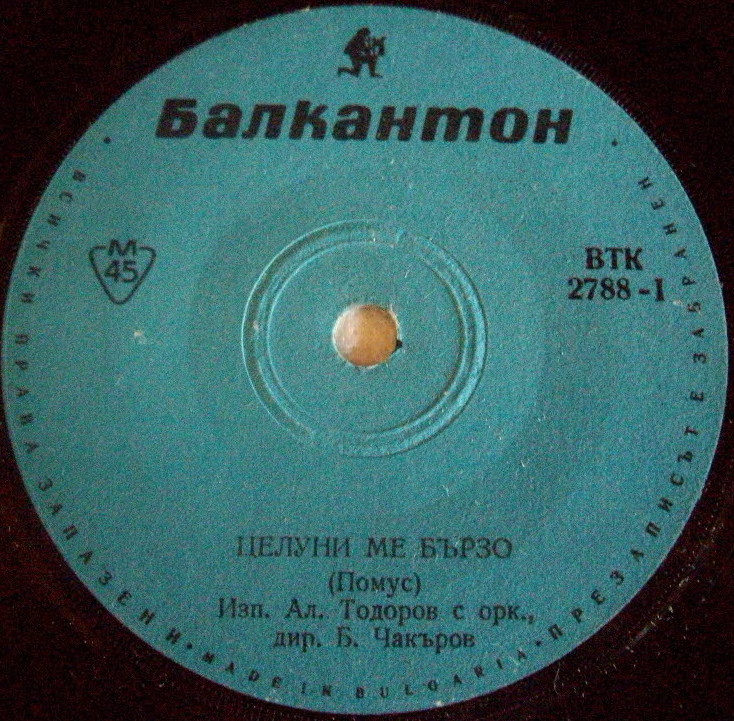 Балкантон
М
45
ВТК
2788-I
ЦЕЛУНИ МЕ БЪРЗО
(Помус)
Изп. Ал. Тодоров с орк.,
дир. Б. Чакъров
• ВСИЧКИ ПРАВА ЗАПАЗЕНИ • MADE IN BULGARIA • ПРЕЗАПИСЪТ Е ЗАБРАНЕН •